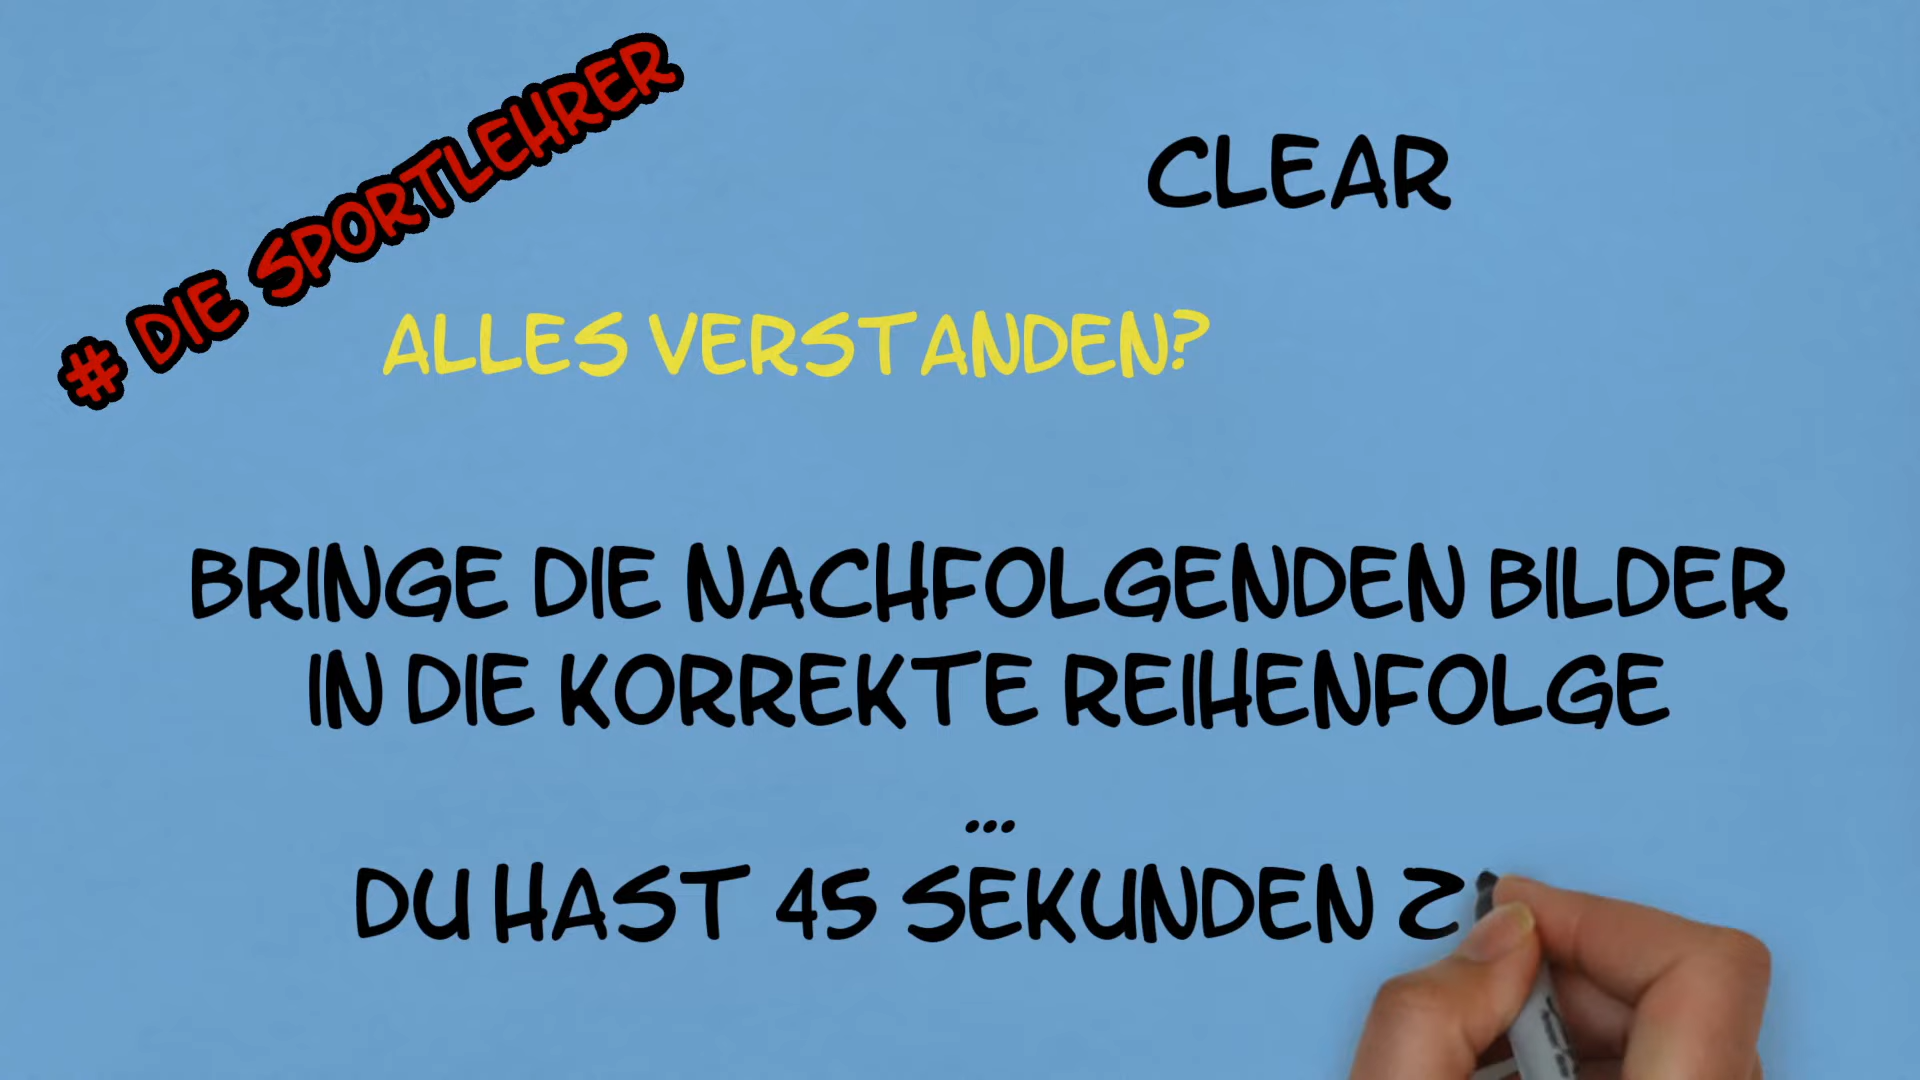 # DIE SPORTLEHRER
CLEAR
ALLES VERSTANDEN?
BRINGE DIE NACHFOLGENDEN BILDER
IN DIE KORREKTE REIHENFOLGE
...
DU HAST 45 SEKUNDEN Z